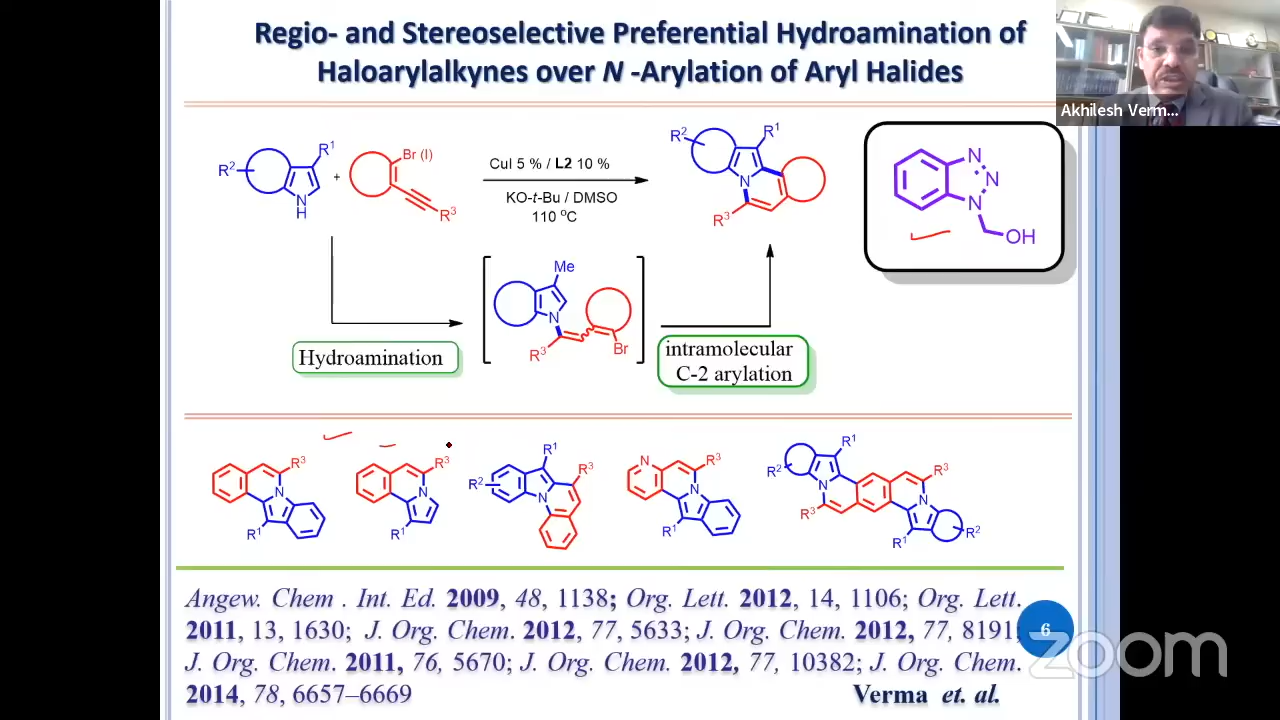 Regio- and Stereoselective Preferential Hydroamination of
Haloarylalkynes over N -Arylation of Aryl Halides
Akhilesh Verm...
R² R¹ N H
+
Br (I) R³
CuI 5 % / L2 10 %
KO-t-Bu / DMSO
110 °C
R² R¹ N R³
N N N OH
Hydroamination
Me N R³ Br
intramolecular
C-2 arylation
R³ N R¹
R³ N R¹
R¹ R² R³ N
N R³ N R¹
R² R¹ N R³ R³ N R¹ R²
Angew. Chem . Int. Ed. 2009, 48, 1138; Org. Lett. 2012, 14, 1106; Org. Lett.
2011, 13, 1630; J. Org. Chem. 2012, 77, 5633; J. Org. Chem. 2012, 77, 8191;
J. Org. Chem. 2011, 76, 5670; J. Org. Chem. 2012, 77, 10382; J. Org. Chem.
2014, 78, 6657–6669
Verma et. al.
6
zoom